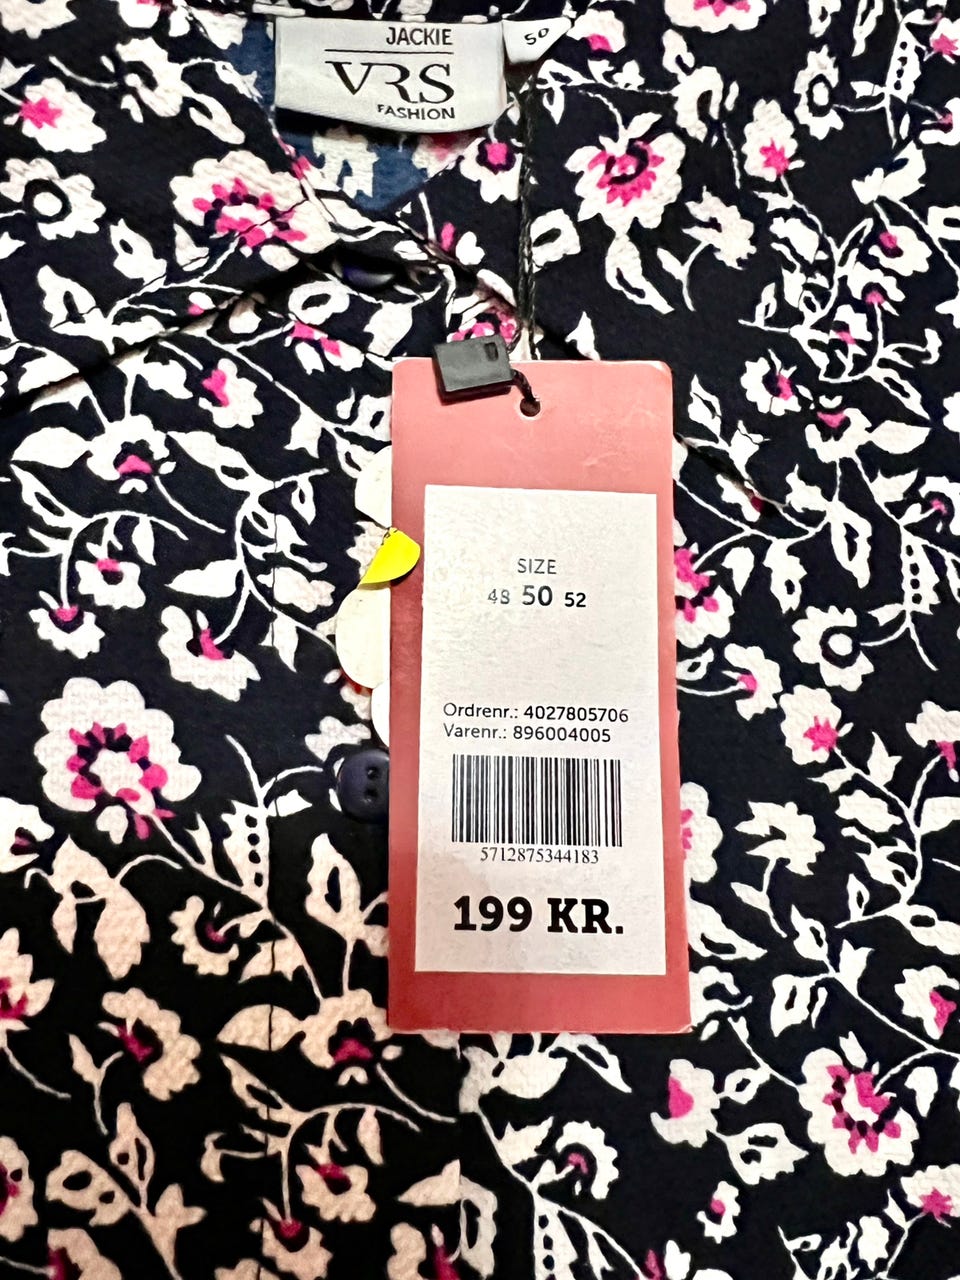 JACKIE
VRS
FASHION
50
SIZE
48 50 52
Ordrenr.: 4027805706
Varenr.: 896004005
5712875344183
199 KR.